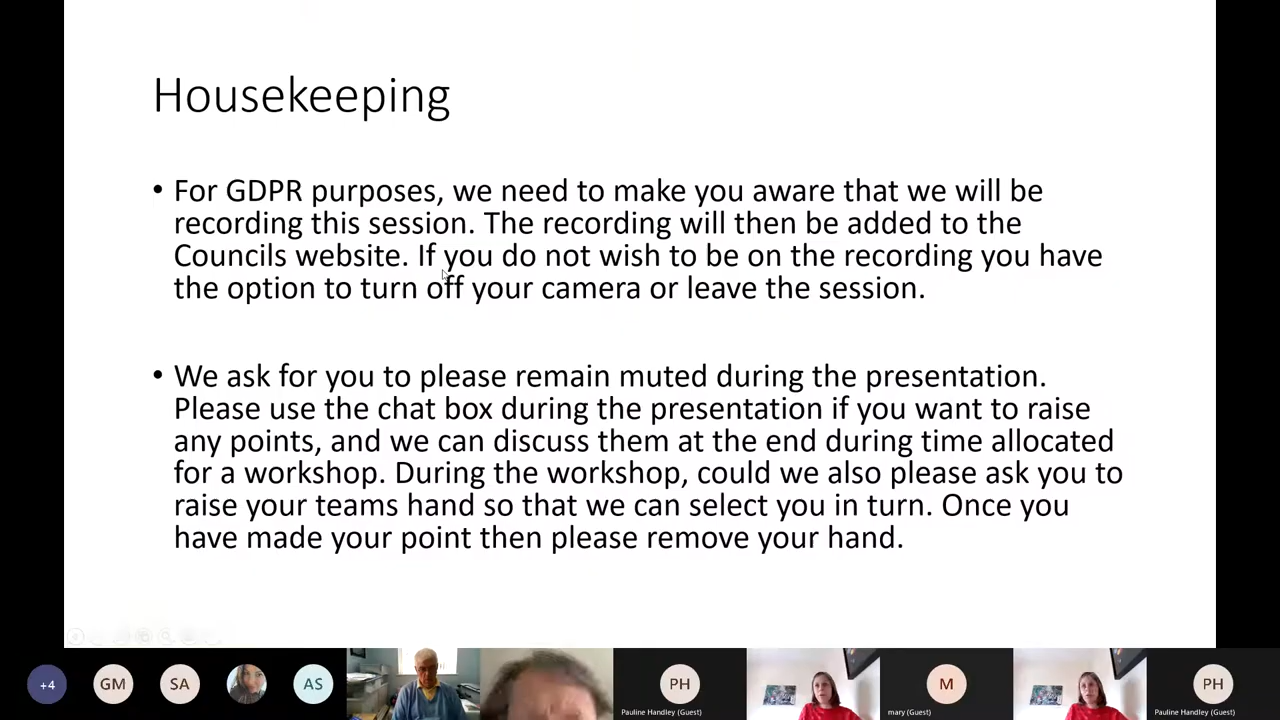 Housekeeping
• For GDPR purposes, we need to make you aware that we will be
recording this session. The recording will then be added to the
Councils website. If you do not wish to be on the recording you have
the option to turn off your camera or leave the session.
• We ask for you to please remain muted during the presentation.
Please use the chat box during the presentation if you want to raise
any points, and we can discuss them at the end during time allocated
for a workshop. During the workshop, could we also please ask you to
raise your teams hand so that we can select you in turn. Once you
have made your point then please remove your hand.
+4 GM SA AS PH M PH
Pauline Handley (Guest) mary (Guest) Pauline Handley (Guest)